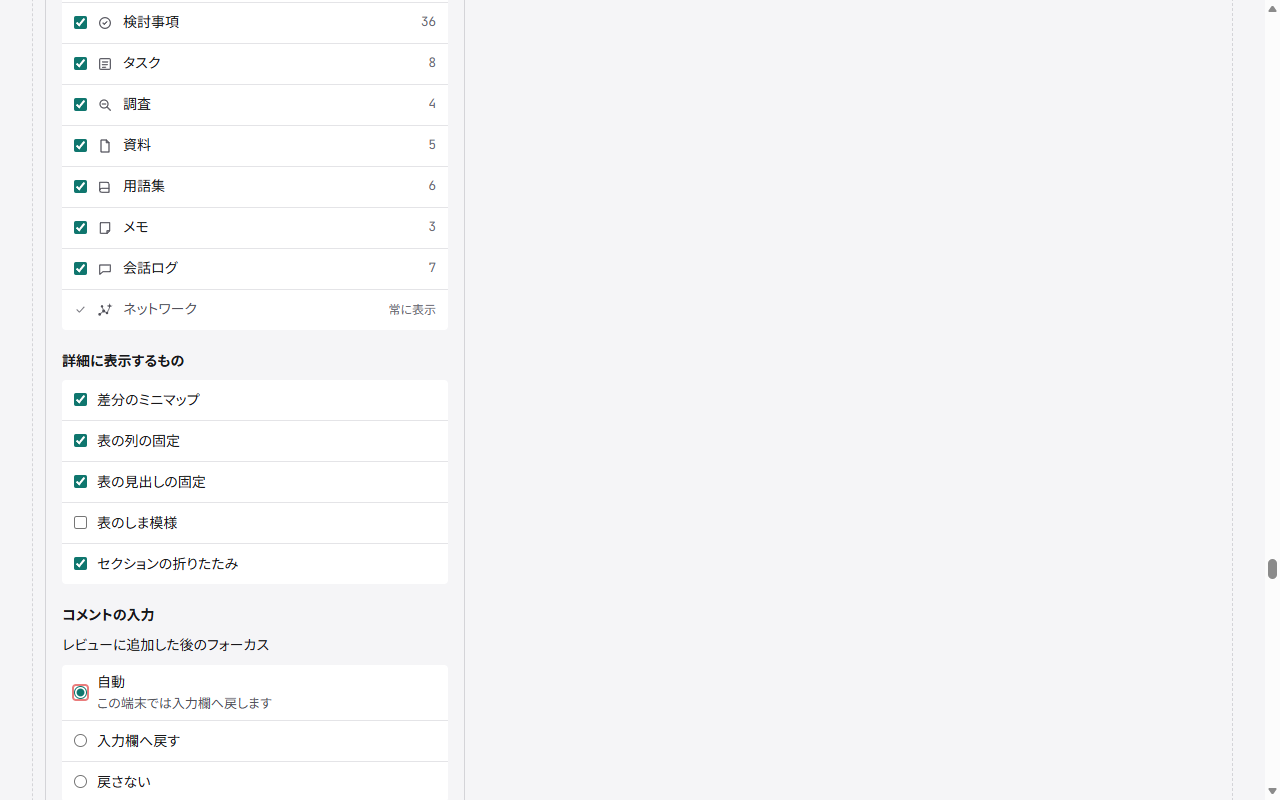 検討事項 36
タスク 8
調査 4
資料 5
用語集 6
メモ 3
会話ログ 7
ネットワーク 常に表示
詳細に表示するもの
差分のミニマップ
表の列の固定
表の見出しの固定
表のしま模様
セクションの折りたたみ
コメントの入力
レビューに追加した後のフォーカス
自動
この端末では入力欄へ戻します
入力欄へ戻す
戻さない